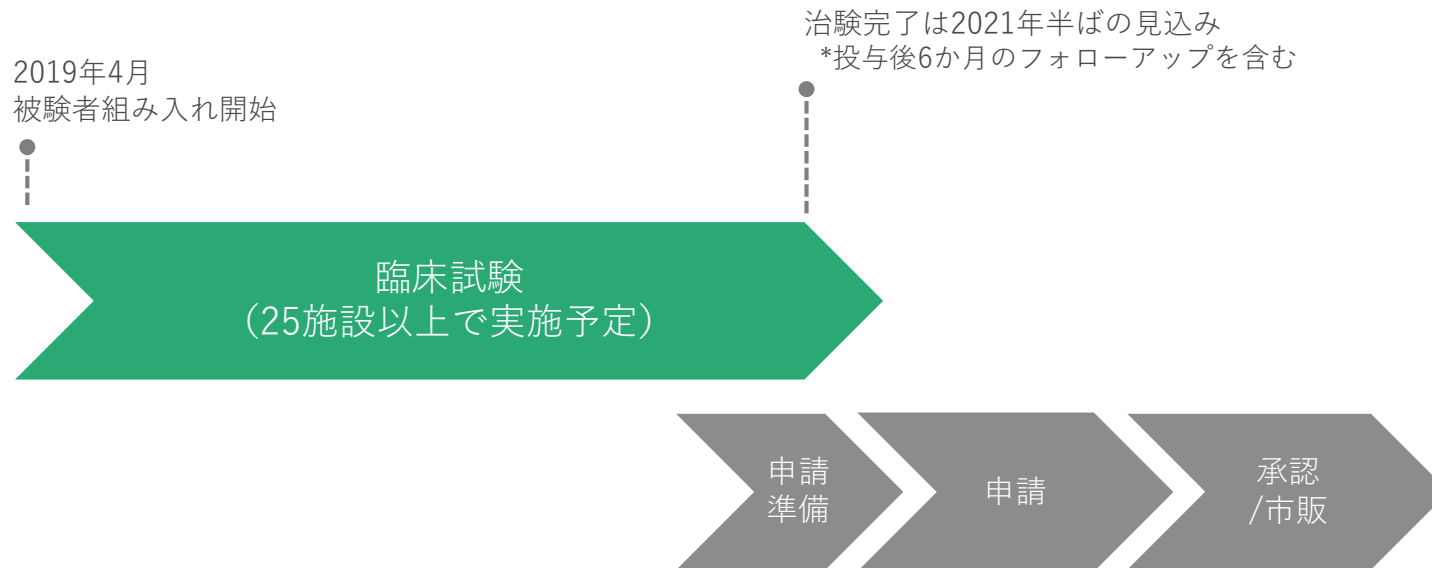 治験完了は2021年半ばの見込み
*投与後6か月のフォローアップを含む
2019年4月
被験者組み入れ開始
臨床試験
（25施設以上で実施予定）
申請
準備
申請
承認
/市販